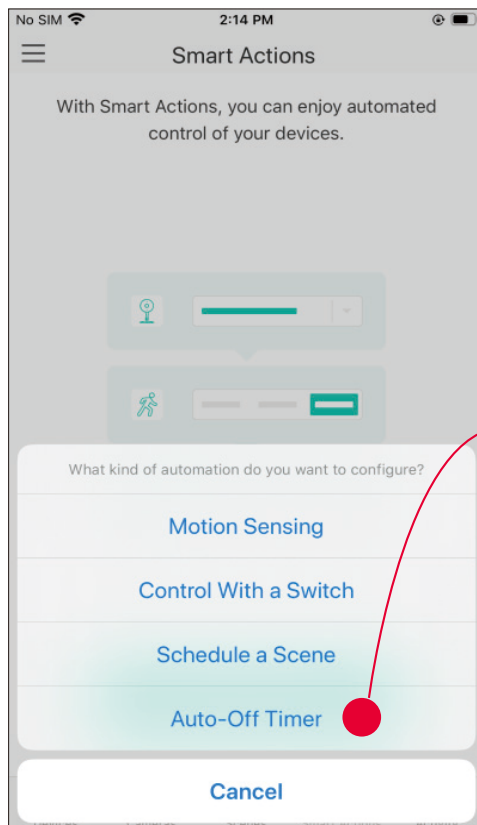 No SIM 2:14 PM
Smart Actions
With Smart Actions, you can enjoy automated
control of your devices.
What kind of automation do you want to configure?
Motion Sensing
Control With a Switch
Schedule a Scene
Auto-Off Timer
Cancel